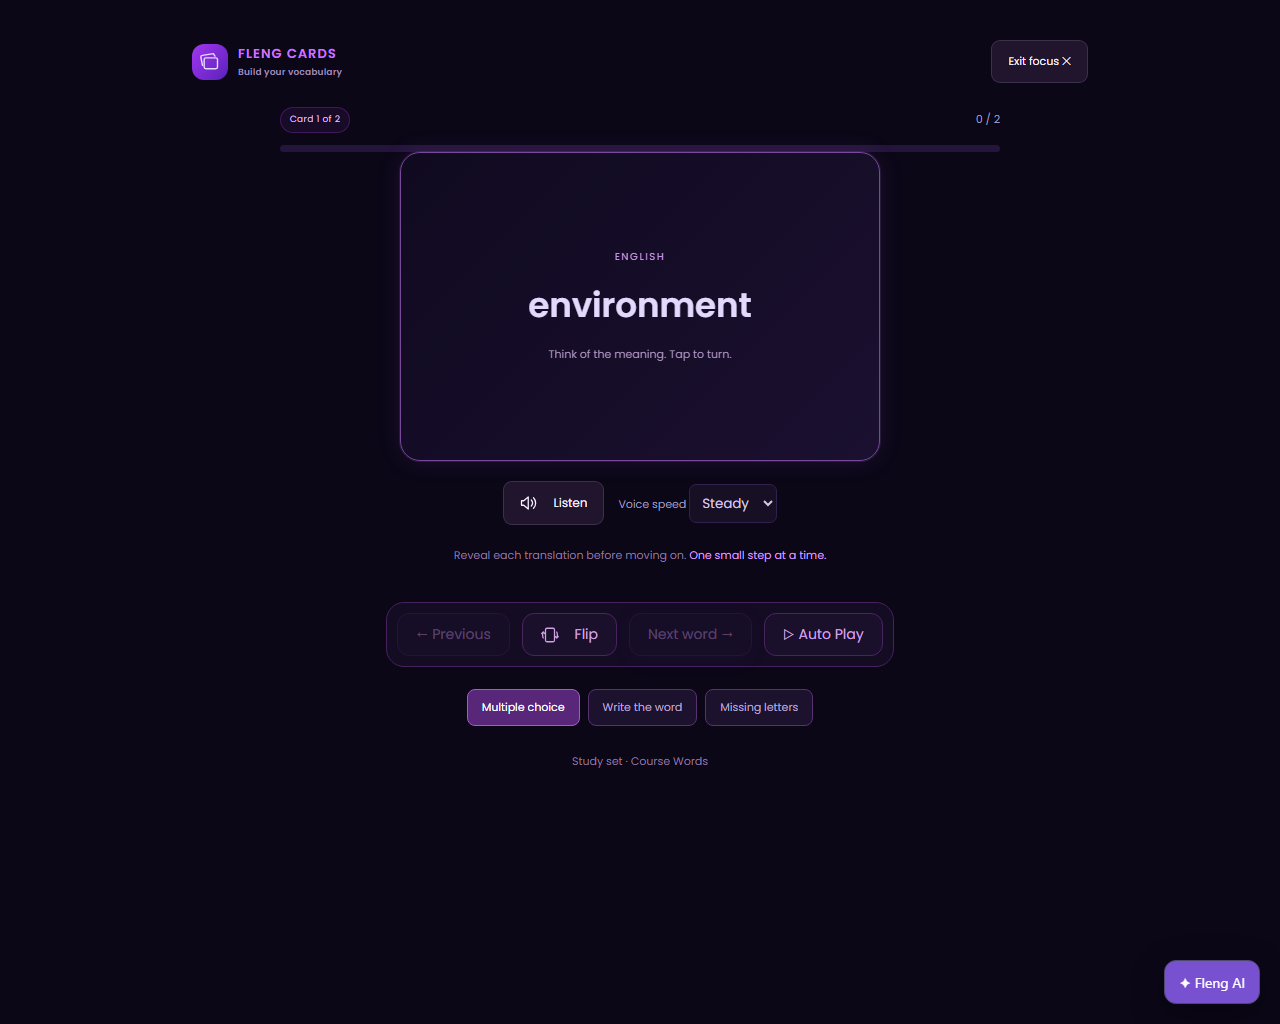 FLENG CARDS
Build your vocabulary
Exit focus ×
Card 1 of 2
0 / 2
ENGLISH
environment
Think of the meaning. Tap to turn.
Listen
Voice speed Steady
Reveal each translation before moving on. One small step at a time.
← Previous
Flip
Next word →
▷ Auto Play
Multiple choice
Write the word
Missing letters
Study set · Course Words
✦ Fleng AI